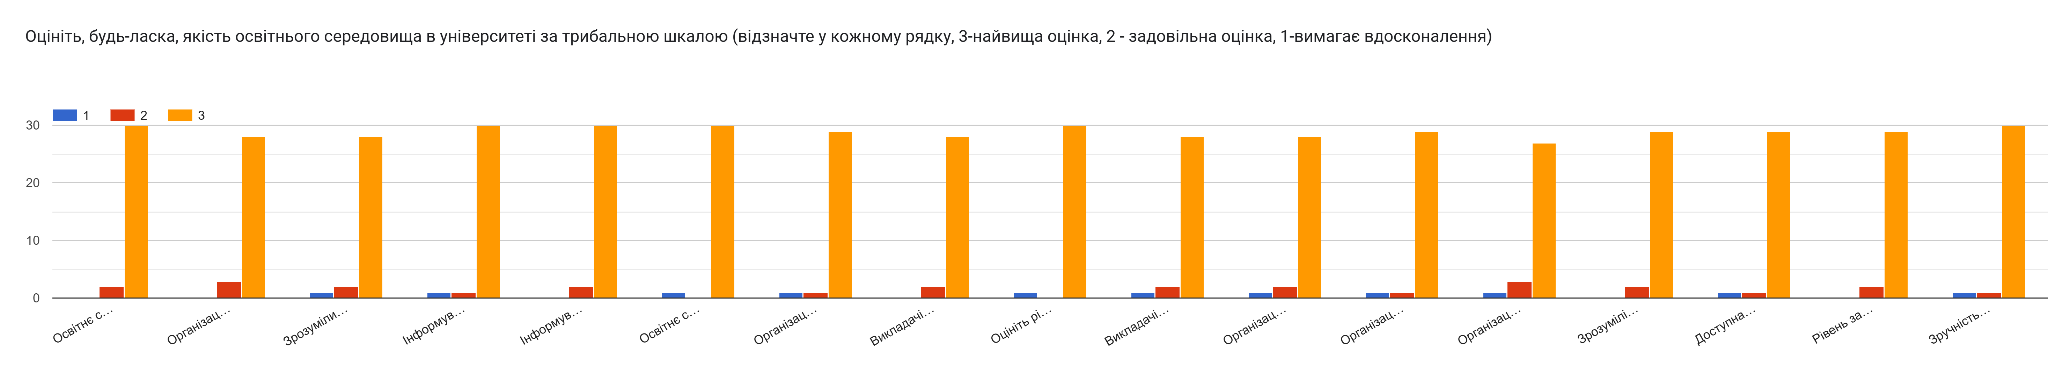 Оцініть, будь-ласка, якість освітнього середовища в університеті за трибальною шкалою (відзначте у кожному рядку, 3-найвища оцінка, 2 - задовільна оцінка, 1-вимагає вдосконалення)
1 2 3
30
20
10
0
Освітнє с...
Організац...
Зрозуміли...
Інформув...
Інформув...
Освітнє с...
Організац...
Викладачі...
Оцініть рі...
Викладачі...
Організац...
Організац...
Організац...
Зрозумілі...
Доступна...
Рівень за...
Зручність...